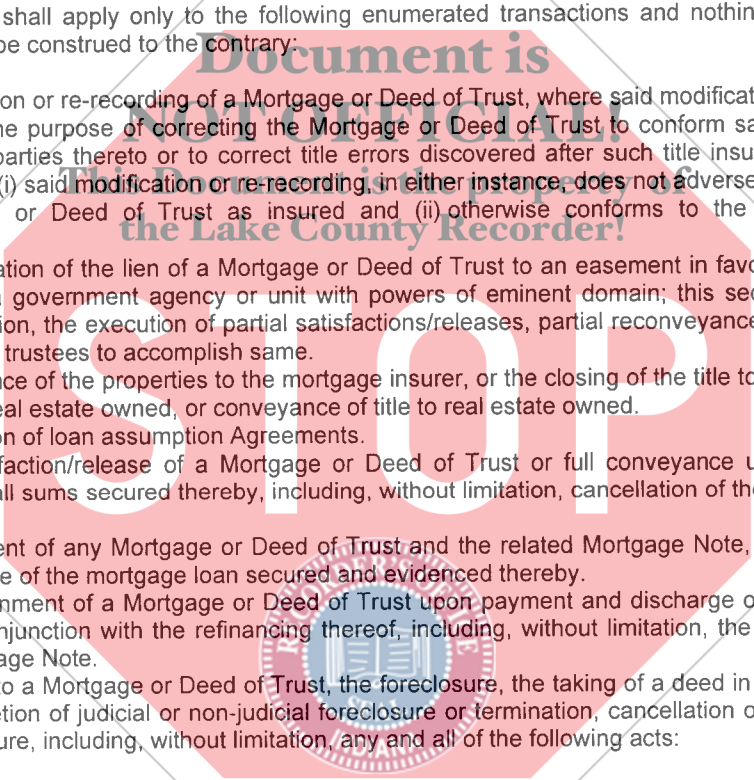 shall apply only to the following enumerated transactions and nothin
be construed to the contrary:
Document is
on or re-recording of a Mortgage or Deed of Trust, where said modificat
NOT OFFICIAL!
he purpose of correcting the Mortgage or Deed of Trust to conform sa
parties thereto or to correct title errors discovered after such title insu
This Document is the property of
(i) said modification or re-recording, in either instance, does not adverse
or Deed of Trust as insured and (ii) otherwise conforms to the
the Lake County Recorder!
ation of the lien of a Mortgage or Deed of Trust to an easement in favo
a government agency or unit with powers of eminent domain; this sec
ion, the execution of partial satisfactions/releases, partial reconveyance
trustees to accomplish same.
nce of the properties to the mortgage insurer, or the closing of the title to
eal estate owned, or conveyance of title to real estate owned.
on of loan assumption Agreements.
faction/release of a Mortgage or Deed of Trust or full conveyance u
all sums secured thereby, including, without limitation, cancellation of the
STOP
ent of any Mortgage or Deed of Trust and the related Mortgage Note,
e of the mortgage loan secured and evidenced thereby.
nment of a Mortgage or Deed of Trust upon payment and discharge o
njunction with the refinancing thereof, including, without limitation, the
age Note.
to a Mortgage or Deed of Trust, the foreclosure, the taking of a deed in
etion of judicial or non-judicial foreclosure or termination, cancellation o
ure, including, without limitation, any and all of the following acts:
RECORDER'S OFFICE
SEAL
INDIANA